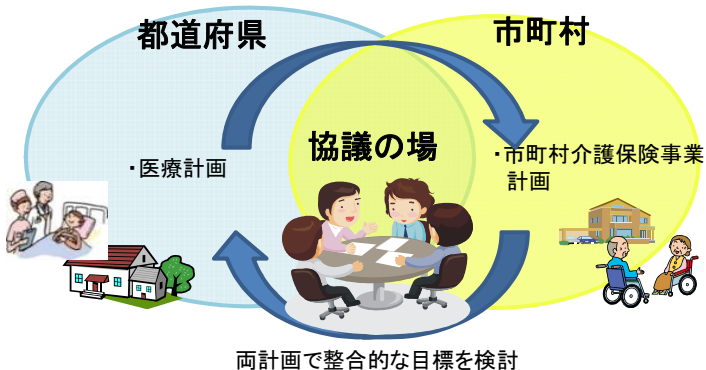 都道府県
市町村
協議の場
・医療計画
・市町村介護保険事業
計画
両計画で整合的な目標を検討